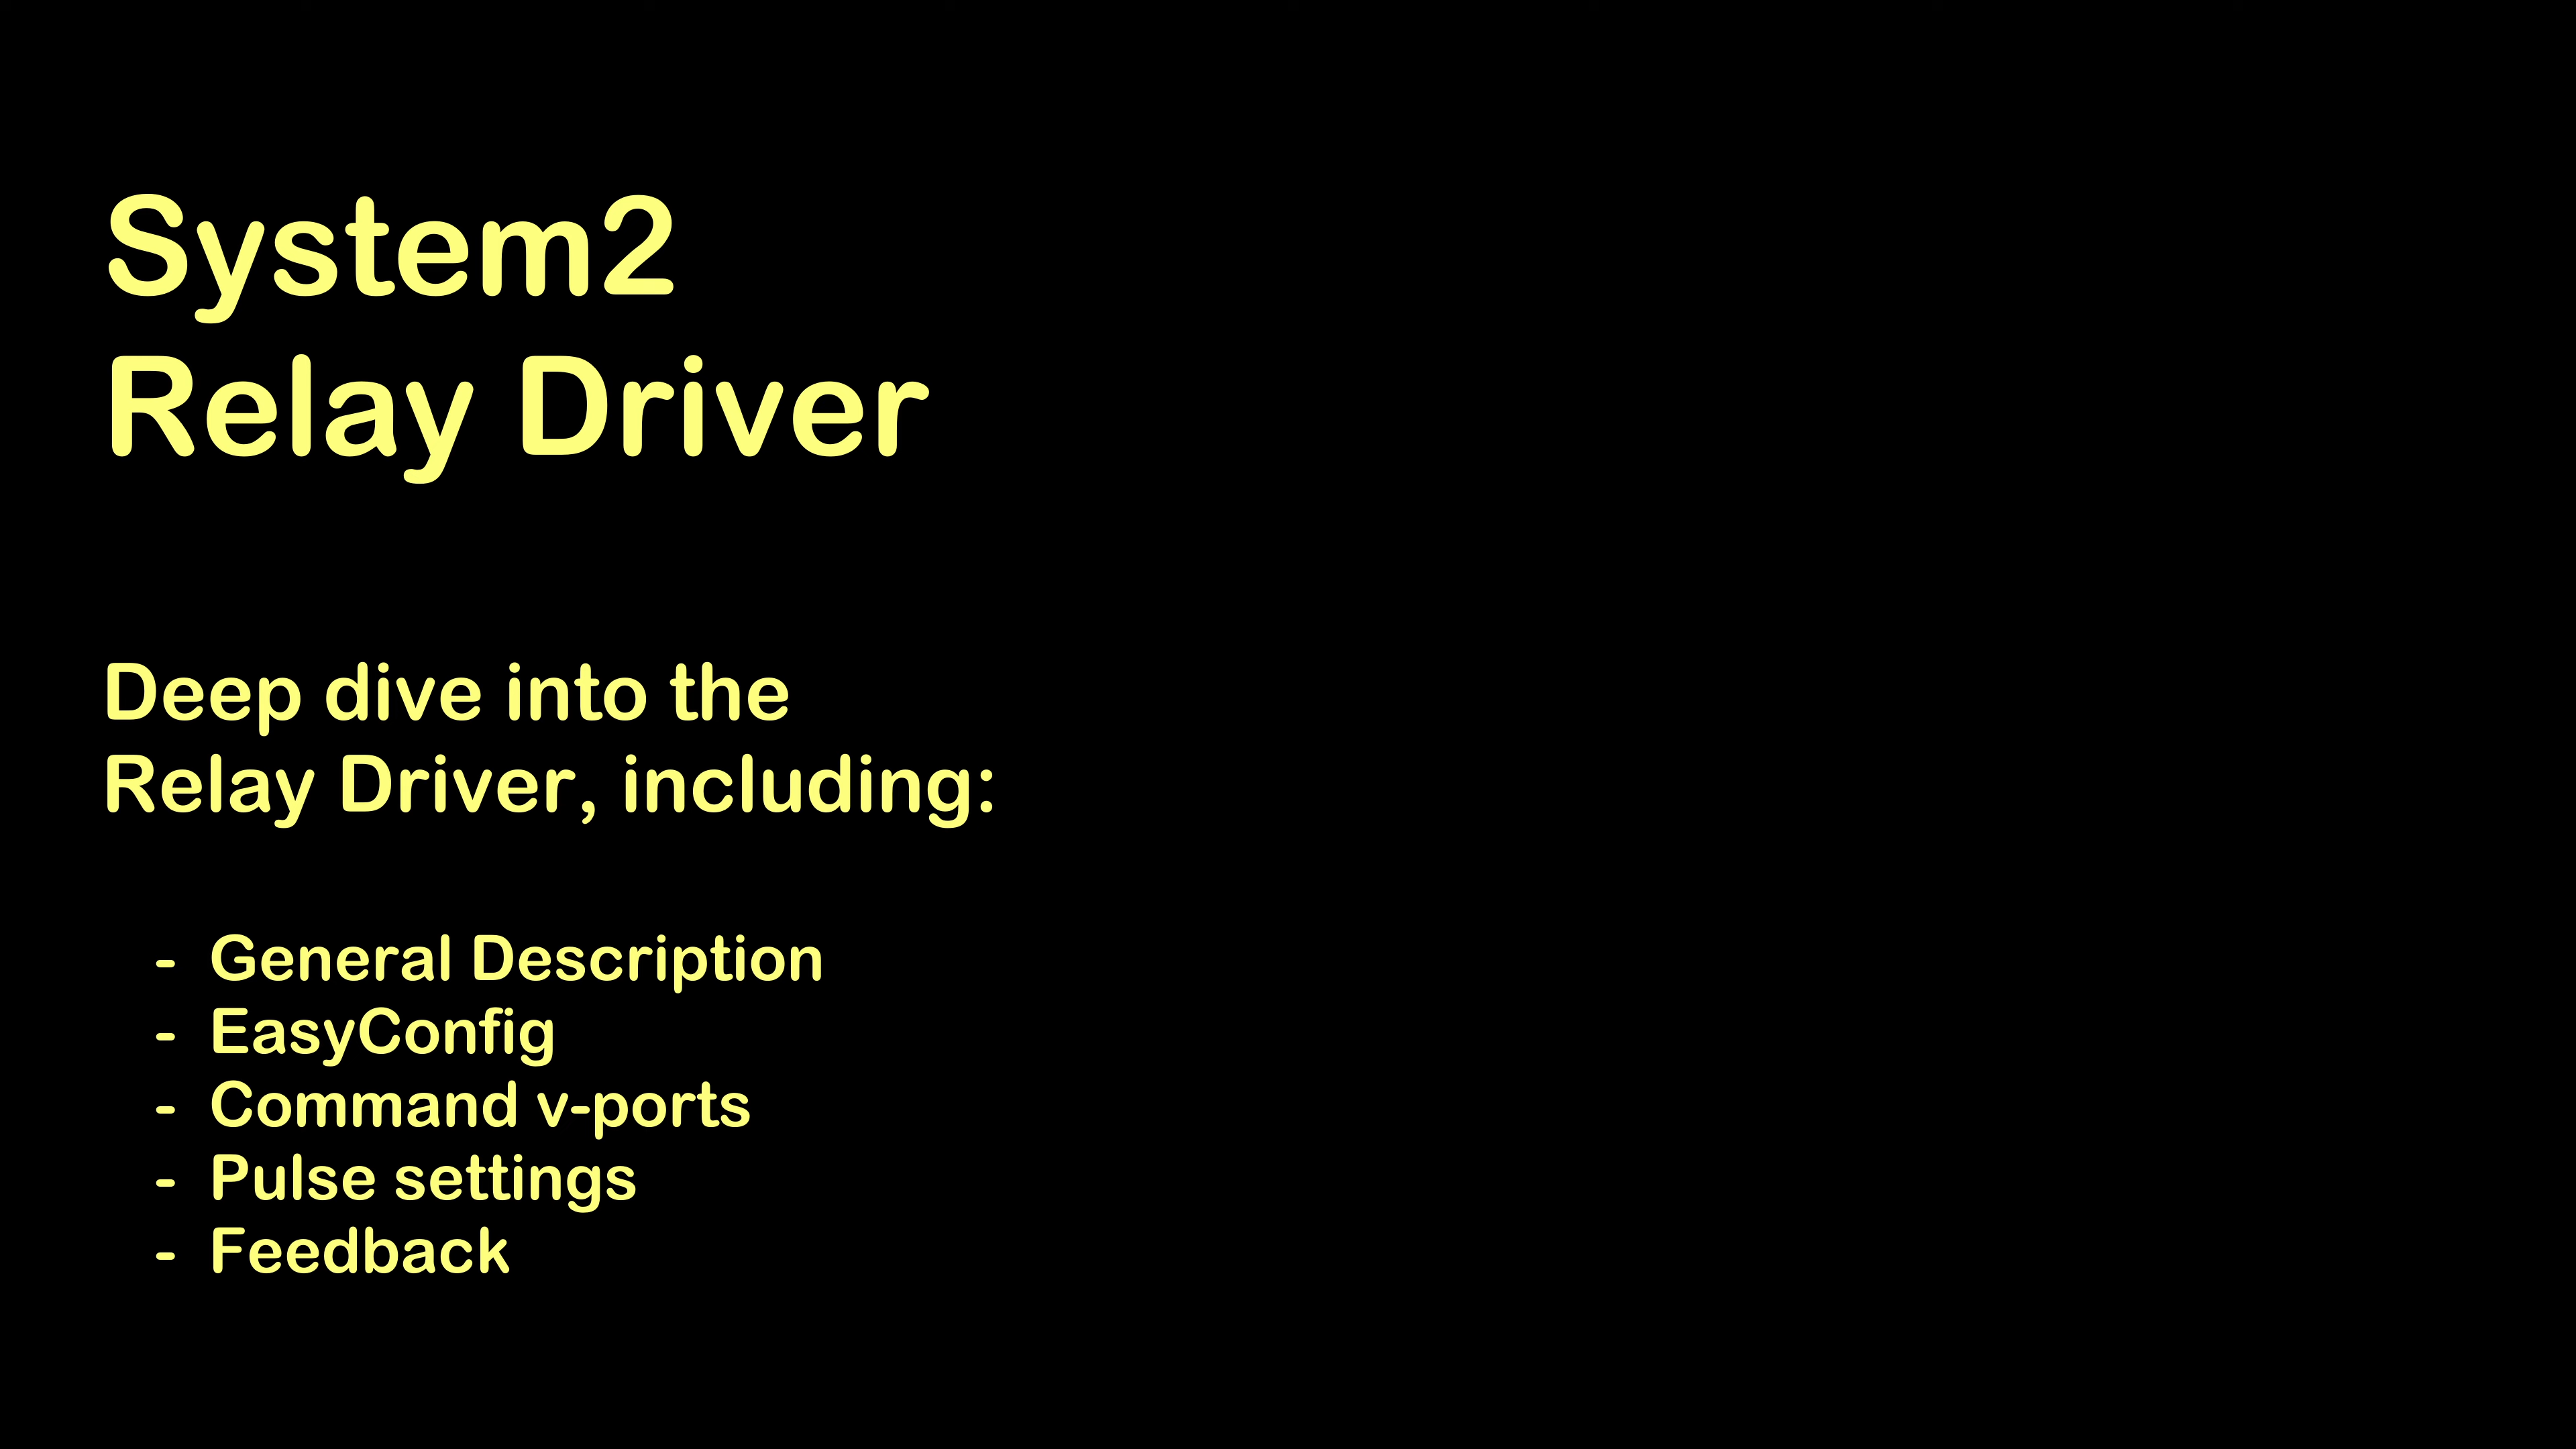 System2
Relay Driver
Deep dive into the
Relay Driver, including:
- General Description
- EasyConfig
- Command v-ports
- Pulse settings
- Feedback